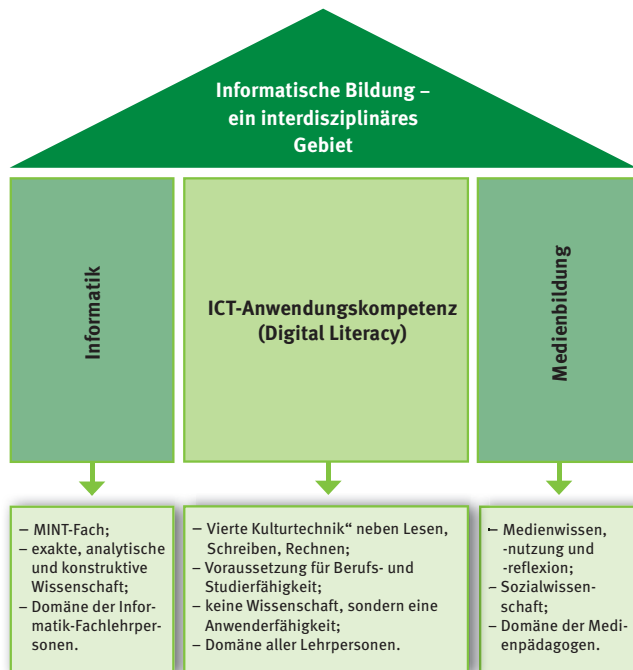 Informatische Bildung –
ein interdisziplinäres
Gebiet
Informatik
ICT-Anwendungskompetenz
(Digital Literacy)
Medienbildung
– MINT-Fach;
– exakte, analytische
und konstruktive
Wissenschaft;
– Domäne der Infor-
matik-Fachlehrper-
sonen.
– Vierte Kulturtechnik“ neben Lesen,
Schreiben, Rechnen;
– Voraussetzung für Berufs- und
Studierfähigkeit;
– keine Wissenschaft, sondern eine
Anwenderfähigkeit;
– Domäne aller Lehrpersonen.
– Medienwissen,
-nutzung und
-reflexion;
– Sozialwissen-
schaft;
– Domäne der Medi-
enpädagogen.